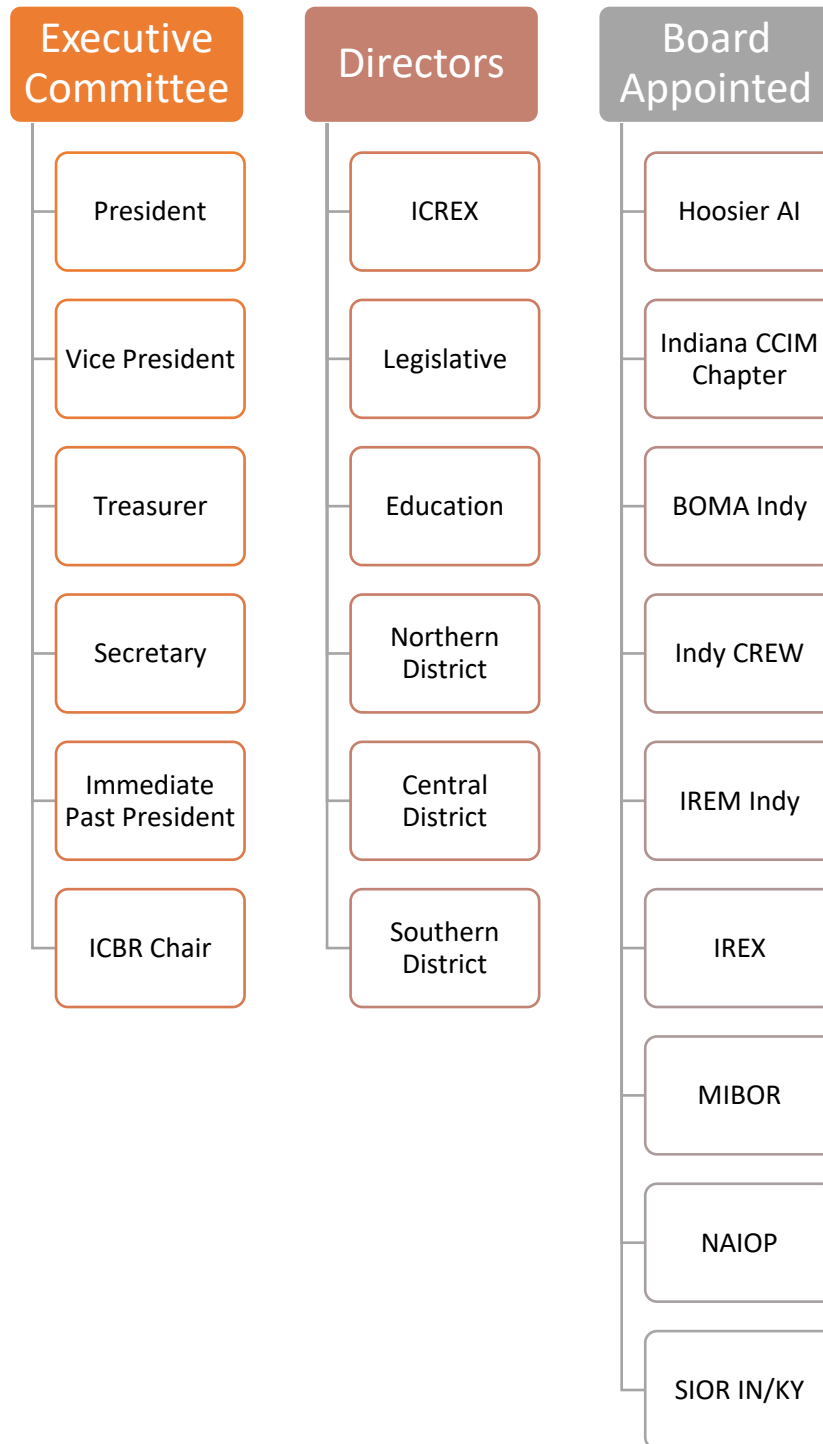 Executive
Committee
President
Vice President
Treasurer
Secretary
Immediate
Past President
ICBR Chair
Directors
ICREX
Legislative
Education
Northern
District
Central
District
Southern
District
Board
Appointed
Hoosier AI
Indiana CCIM
Chapter
BOMA Indy
Indy CREW
IREM Indy
IREX
MIBOR
NAIOP
SIOR IN/KY